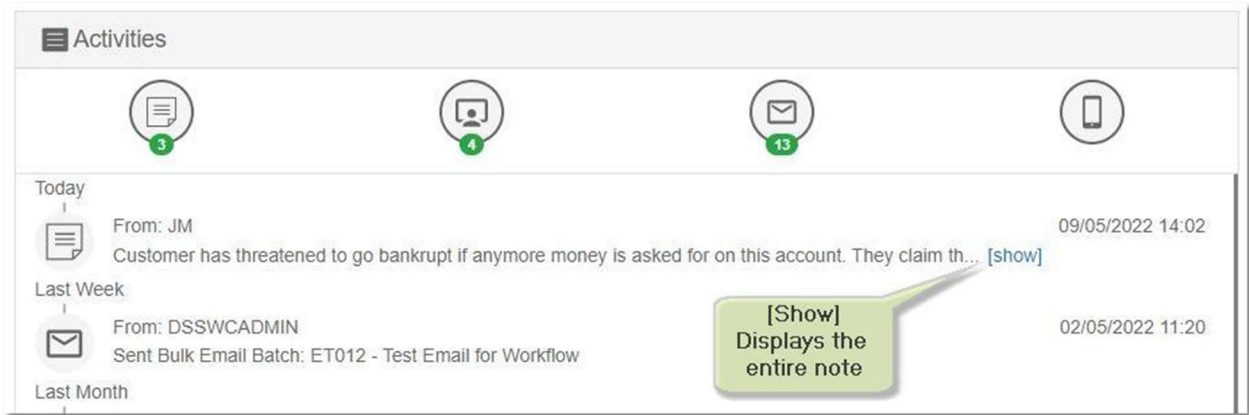 Activities
3
4
13
Today
From: JM
09/05/2022 14:02
Customer has threatened to go bankrupt if anymore money is asked for on this account. They claim th... [show]
Last Week
From: DSSWCADMIN
02/05/2022 11:20
Sent Bulk Email Batch: ET012 - Test Email for Workflow
[Show]
Displays the
entire note
Last Month